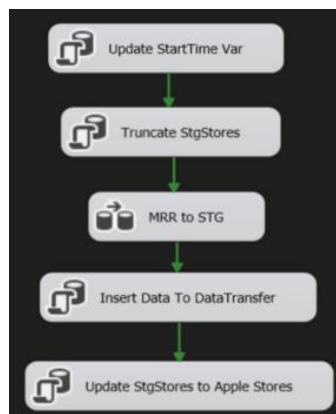 Update StartTime Var
Truncate StgStores
MRR to STG
Insert Data To DataTransfer
Update StgStores to Apple Stores